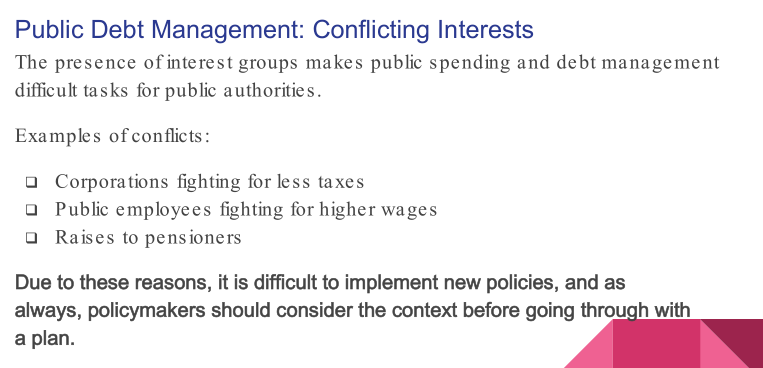 Public Debt Management: Conflicting Interests
The presence of interest groups makes public spending and debt management
difficult tasks for public authorities.
Examples of conflicts:
❑ Corporations fighting for less taxes
❑ Public employees fighting for higher wages
❑ Raises to pensioners
Due to these reasons, it is difficult to implement new policies, and as
always, policymakers should consider the context before going through with
a plan.